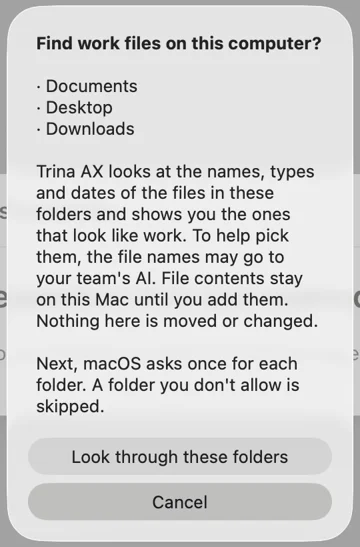 Find work files on this computer?
· Documents
· Desktop
· Downloads
Trina AX looks at the names, types
and dates of the files in these
folders and shows you the ones
that look like work. To help pick
them, the file names may go to
your team's AI. File contents stay
on this Mac until you add them.
Nothing here is moved or changed.
Next, macOS asks once for each
folder. A folder you don't allow is
skipped.
Look through these folders
Cancel